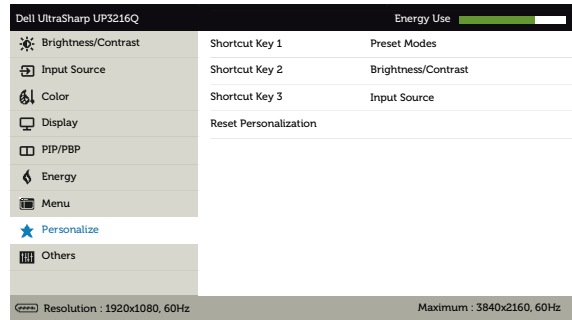 Dell UltraSharp UP3216Q Energy Use
Brightness/Contrast Shortcut Key 1 Preset Modes
Input Source Shortcut Key 2 Brightness/Contrast
Color Shortcut Key 3 Input Source
Display Reset Personalization
PIP/PBP
Energy
Menu
Personalize
Others
Resolution : 1920x1080, 60Hz Maximum : 3840x2160, 60Hz